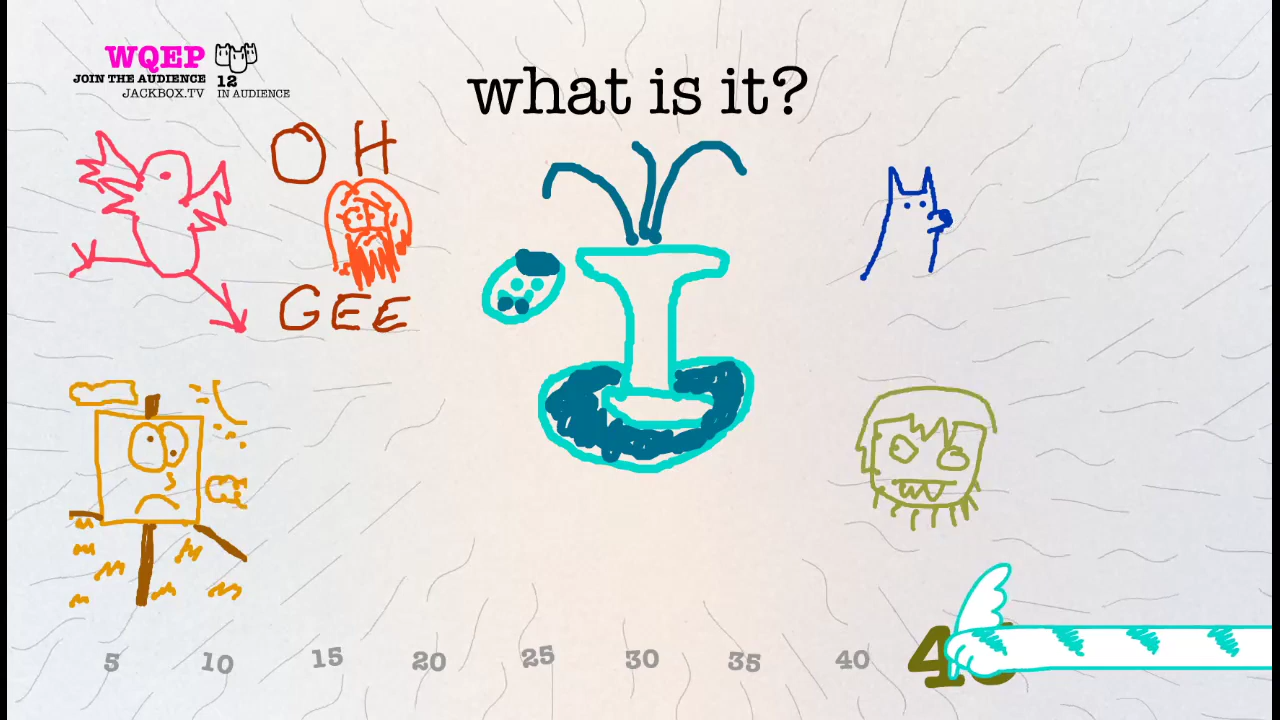 WQEP
JOIN THE AUDIENCE
JACKBOX.TV
12
IN AUDIENCE
what is it?
OH
GEE
5 10 15 20 25 30 35 40